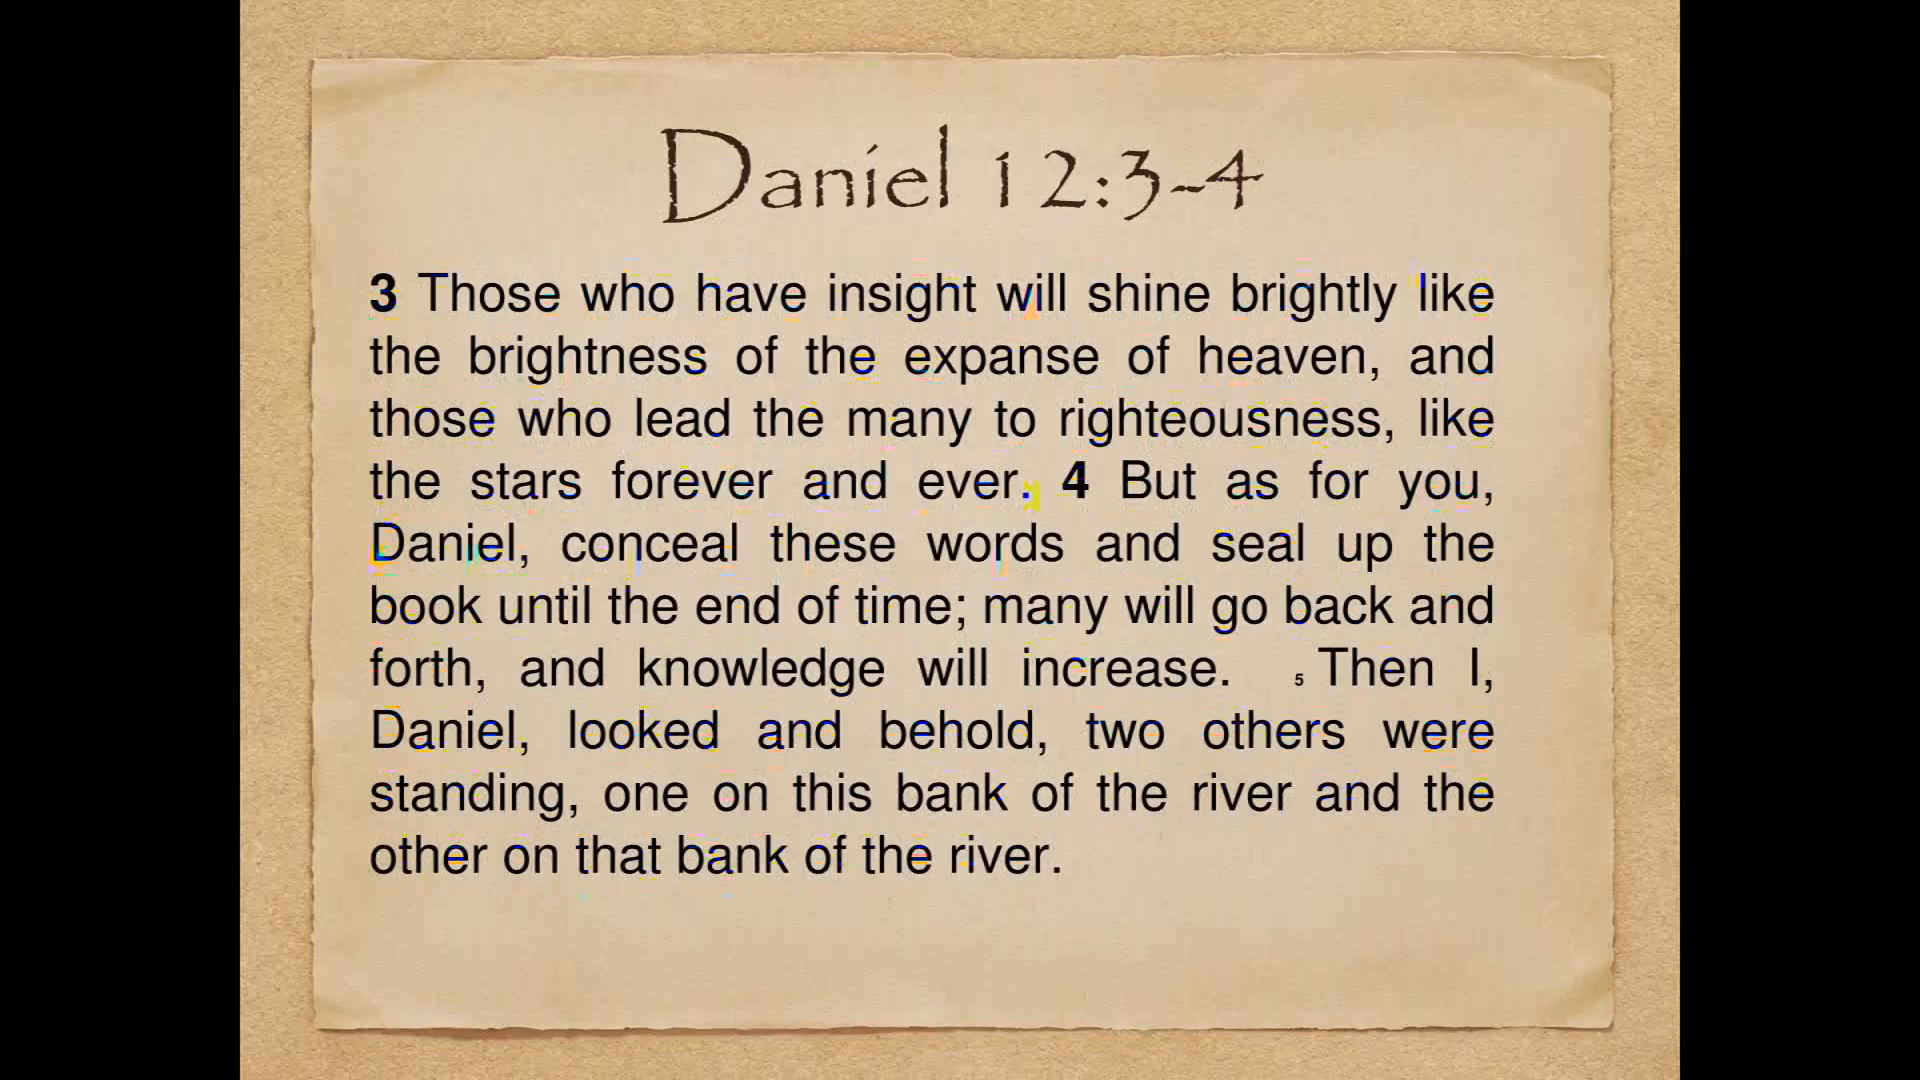 Daniel 12:3-4
3 Those who have insight will shine brightly like
the brightness of the expanse of heaven, and
those who lead the many to righteousness, like
the stars forever and ever. 4 But as for you,
Daniel, conceal these words and seal up the
book until the end of time; many will go back and
forth, and knowledge will increase. 5 Then I,
Daniel, looked and behold, two others were
standing, one on this bank of the river and the
other on that bank of the river.